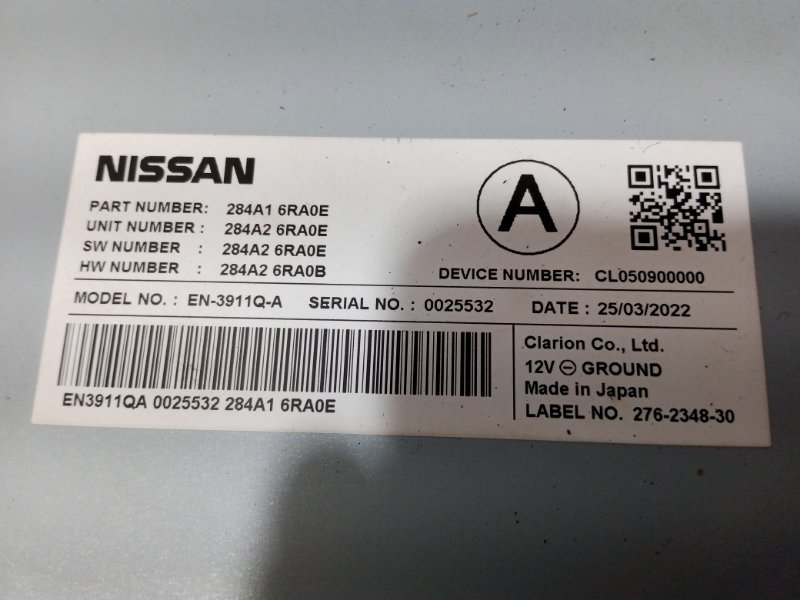 NISSAN
PART NUMBER: 284A1 6RA0E
UNIT NUMBER : 284A2 6RA0E
SW NUMBER : 284A2 6RA0E
HW NUMBER : 284A2 6RA0B
A
DEVICE NUMBER: CL050900000
MODEL NO. : EN-3911Q-A SERIAL NO. : 0025532 DATE : 25/03/2022
EN3911QA 0025532 284A1 6RA0E
Clarion Co., Ltd.
12V ⊖ GROUND
Made in Japan
LABEL NO. 276-2348-30